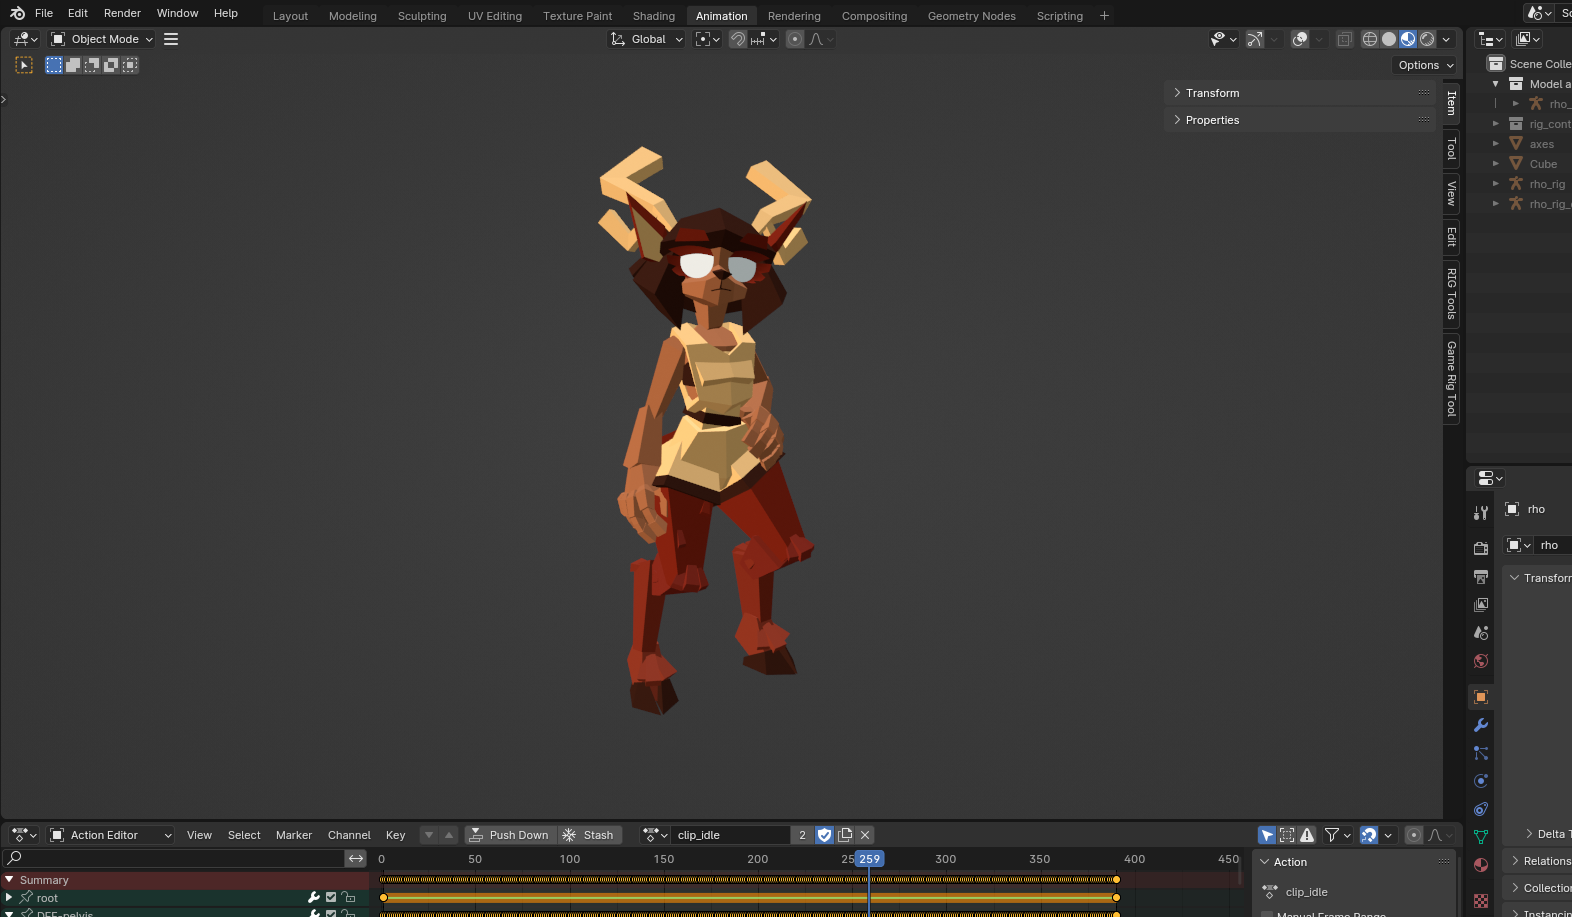 File Edit Render Window Help Layout Modeling Sculpting UV Editing Texture Paint Shading Animation Rendering Compositing Geometry Nodes Scripting +
Object Mode Global
Options
Scene Colle
Transform
Properties
Item
Tool
View
Edit
RIG Tools
Game Rig Tool
Model a
rho_
rig_cont
axes
Cube
rho_rig
rho_rig_
rho
rho
Transform
Delta T
Relations
Collection
Instancing
Action Editor View Select Marker Channel Key Push Down Stash clip_idle 2
0 50 100 150 200 25 259 300 350 400 450
Summary
root
DEF-pelvis
Action
clip_idle
Manual Frame Range